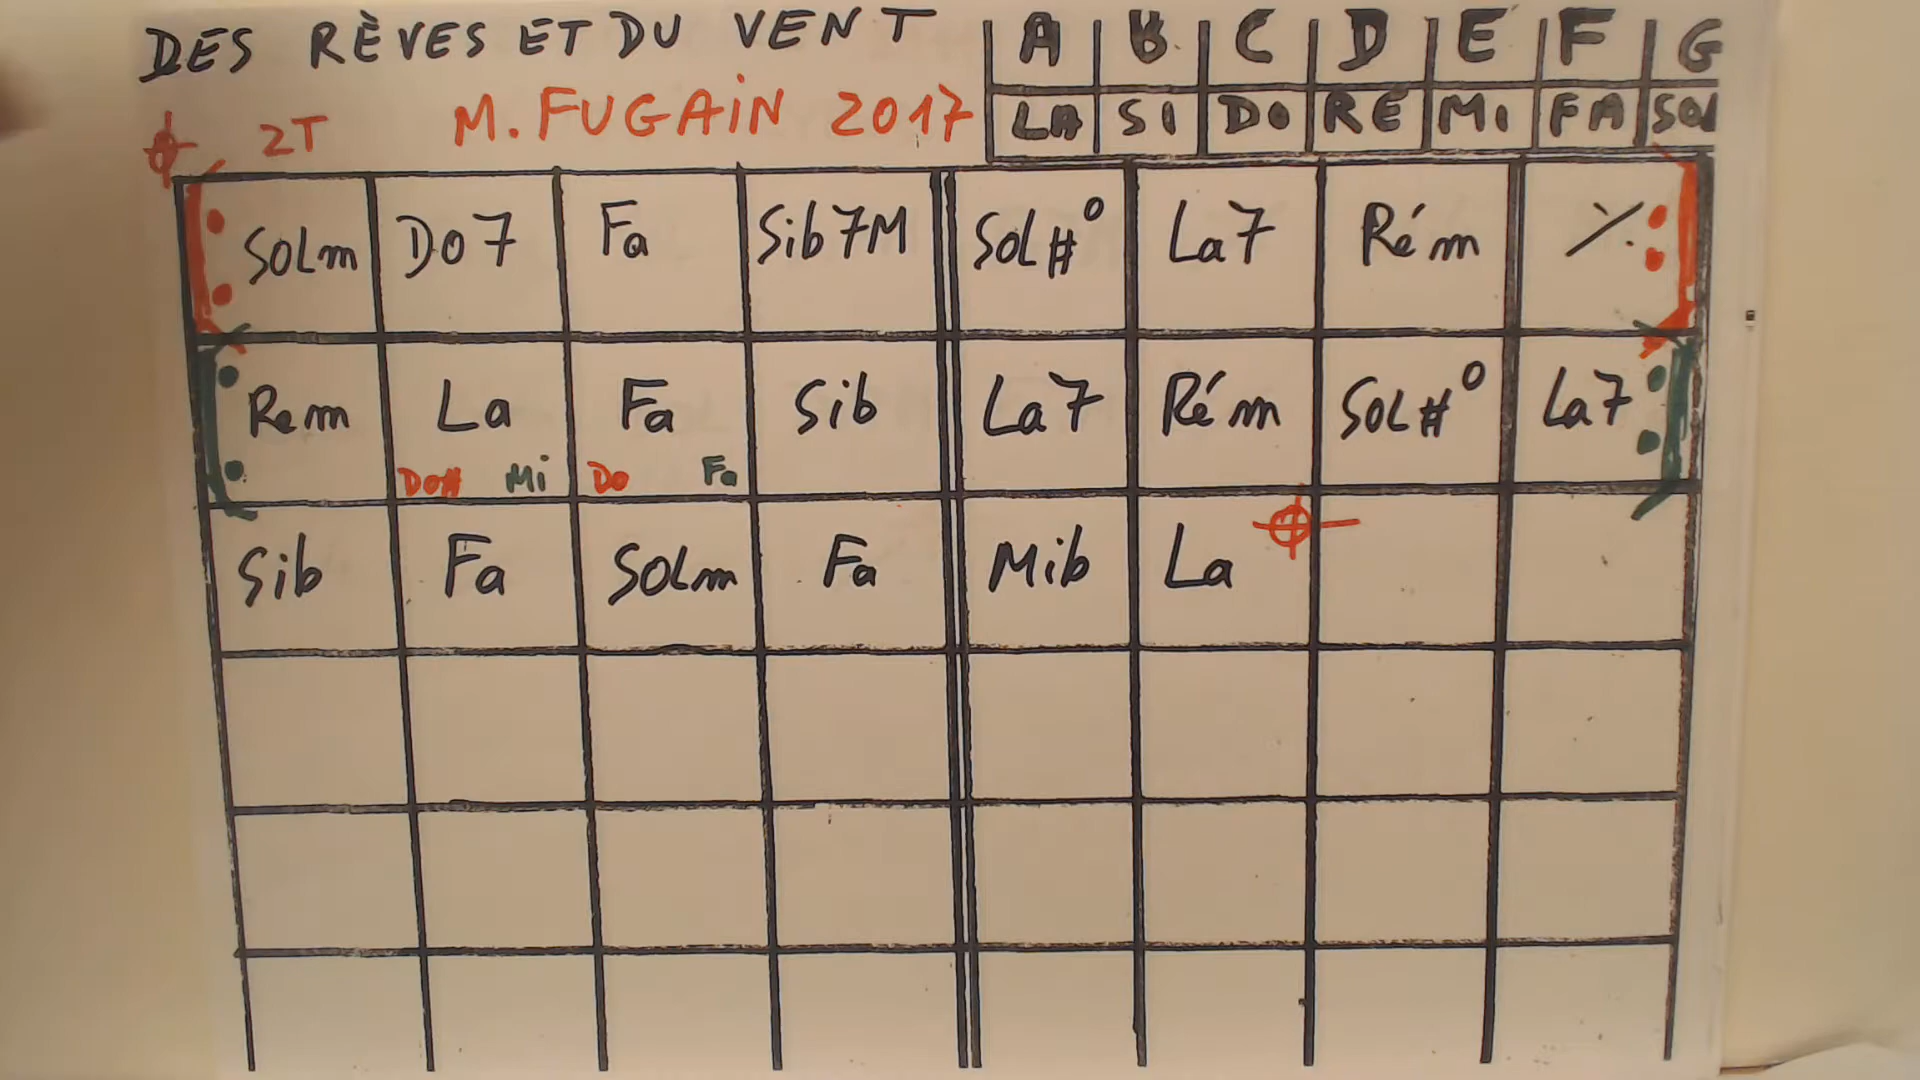 DES RÈVES ET DU VENT
A B C D E F G
2T M. FUGAIN 2017
LA SI DO RÉ MI FA SOL
SOLm Do7 Fa Sib7M SOL#° La7 Rém ٪
Rem La Fa Sib La7 Rém SOL#° La7
DO# Mi Do Fa
Sib Fa SOLm Fa Mib La